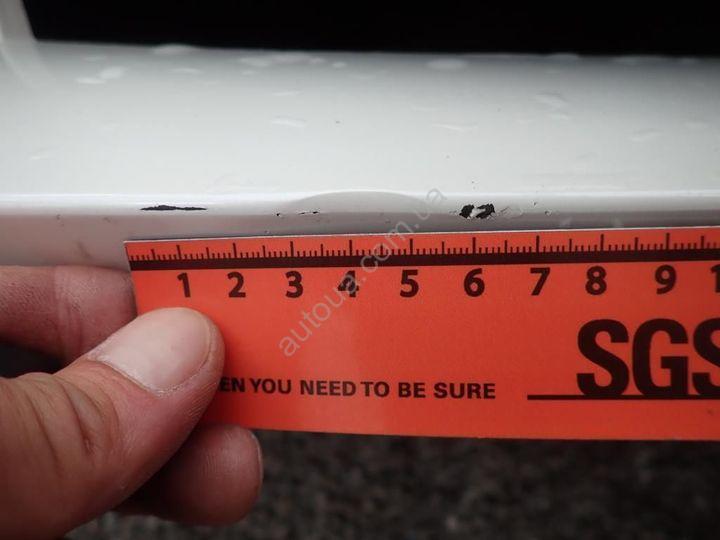 autoua.com.ua
1 2 3 4 5 6 7 8 9
SGS
EN YOU NEED TO BE SURE